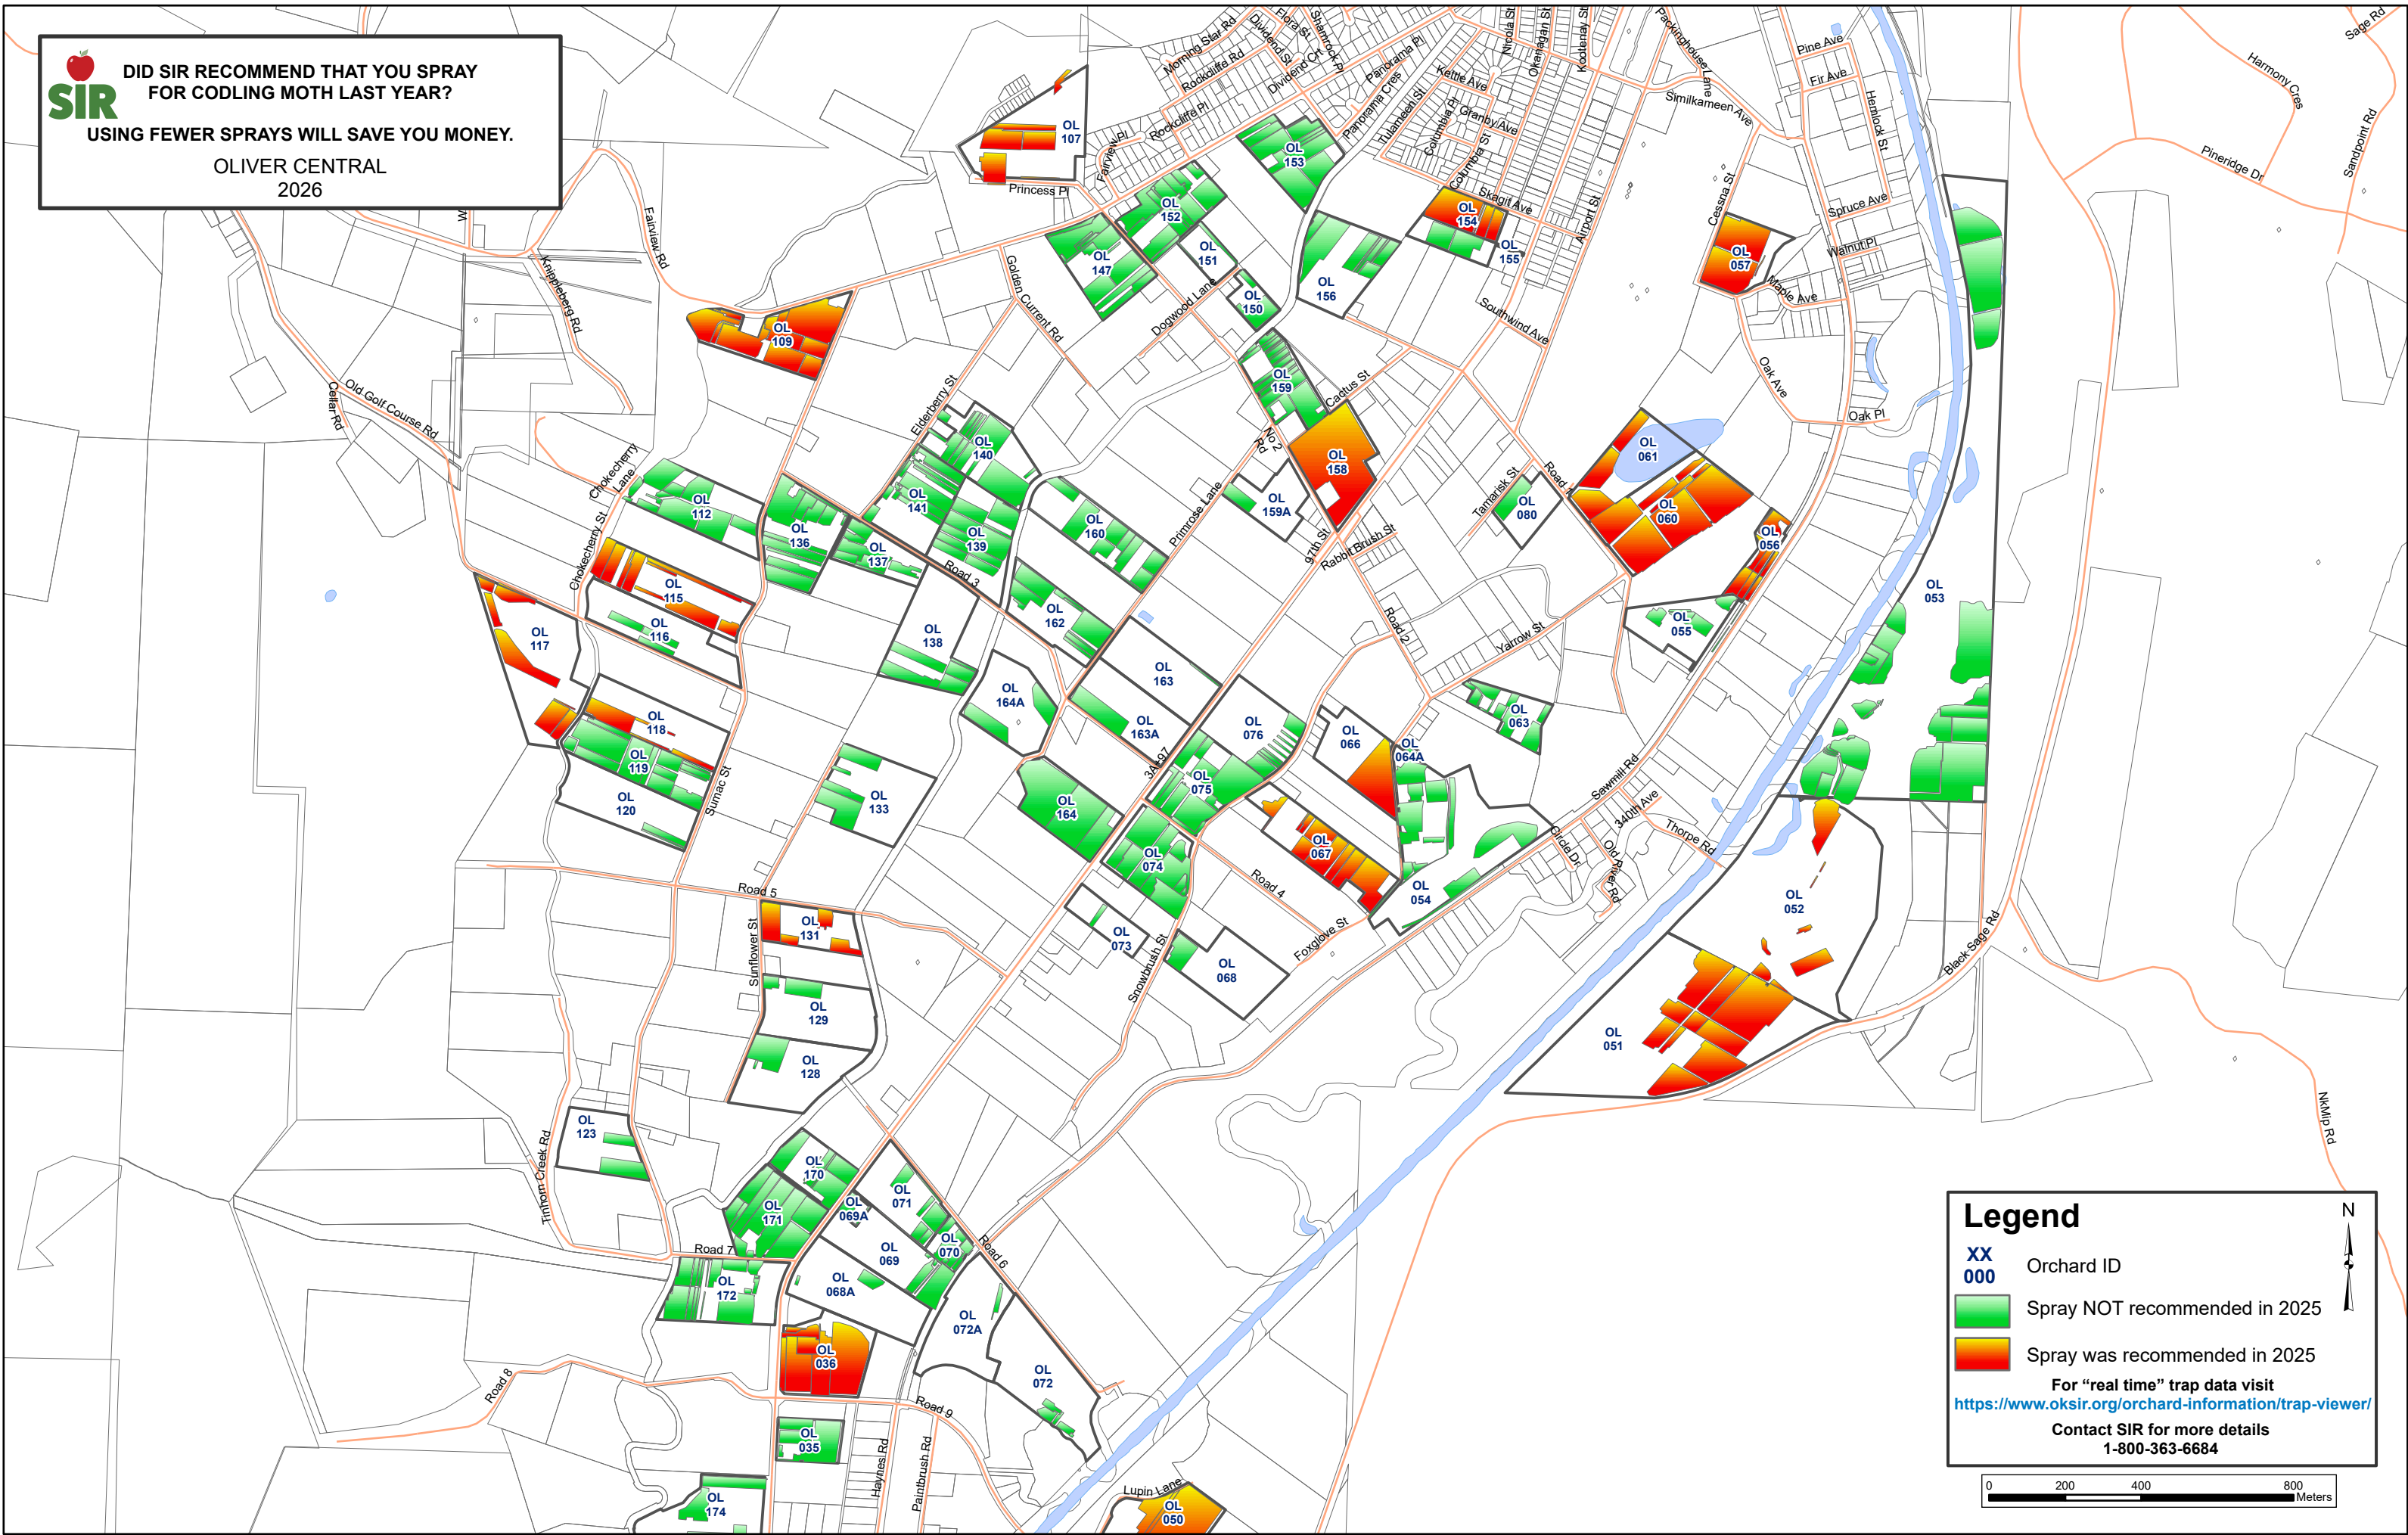 SIR
DID SIR RECOMMEND THAT YOU SPRAY
FOR CODLING MOTH LAST YEAR?
USING FEWER SPRAYS WILL SAVE YOU MONEY.
OLIVER CENTRAL
2026
Morning Star Rd
Dividend St
Flora St
Shamrock Pl
Rockcliffe Rd
Dividend Crt
Panorama Pl
Panorama Cres
Rockcliffe Pl
Fairview Pl
Princess Pl
Kettle Ave
Nicola St
Okanagan St
Kootenay St
Packinghouse Lane
Similkameen Ave
Tulameen St
Columbia Pl
Granby Ave
Columbia St
Skagit Ave
Airport St
Cessna St
Pine Ave
Fir Ave
Hemlock St
Spruce Ave
Walnut Pl
Maple Ave
Oak Ave
Oak Pl
Sage Rd
Harmony Cres
Sandpoint Rd
Pineridge Dr
W
Fairview Rd
Knippleberg Rd
Old Golf Course Rd
Cellar Rd
Chokecherry
Lane
Chokecherry St
Golden Current Rd
Dogwood Lane
Elderberry St
Southwind Ave
Cactus St
No 2
Rd
Primrose Lane
97th St
Rabbit Brush St
Tamarisk St
Road 1
Road 2
Yarrow St
Road 3
3A-97
Sumac St
Sawmill Rd
340th Ave
Thorpe Rd
Circle Dr
Old River Rd
Road 4
Foxglove St
Snowbrush St
Road 5
Sunflower St
Black Sage Rd
NkMip Rd
Tinhorn Creek Rd
Road 6
Road 7
Road 8
Road 9
Haynes Rd
Paintbrush Rd
Lupin Lane
OL
107
OL
153
OL
152
OL
154
OL
155
OL
147
OL
151
OL
150
OL
156
OL
057
OL
109
OL
159
OL
158
OL
159A
OL
061
OL
060
OL
080
OL
056
OL
055
OL
053
OL
140
OL
141
OL
139
OL
112
OL
136
OL
137
OL
160
OL
115
OL
116
OL
117
OL
138
OL
162
OL
163
OL
164A
OL
163A
OL
076
OL
066
OL
064A
OL
063
OL
118
OL
119
OL
120
OL
133
OL
164
OL
075
OL
074
OL
067
OL
054
OL
052
OL
131
OL
073
OL
068
OL
129
OL
128
OL
051
OL
123
OL
170
OL
171
OL
069A
OL
071
OL
070
OL
069
OL
068A
OL
172
OL
072A
OL
036
OL
072
OL
035
OL
174
OL
050
Legend
N
XX
000
Orchard ID
Spray NOT recommended in 2025
Spray was recommended in 2025
For “real time” trap data visit
https://www.oksir.org/orchard-information/trap-viewer/
Contact SIR for more details
1-800-363-6684
0 200 400 800
Meters